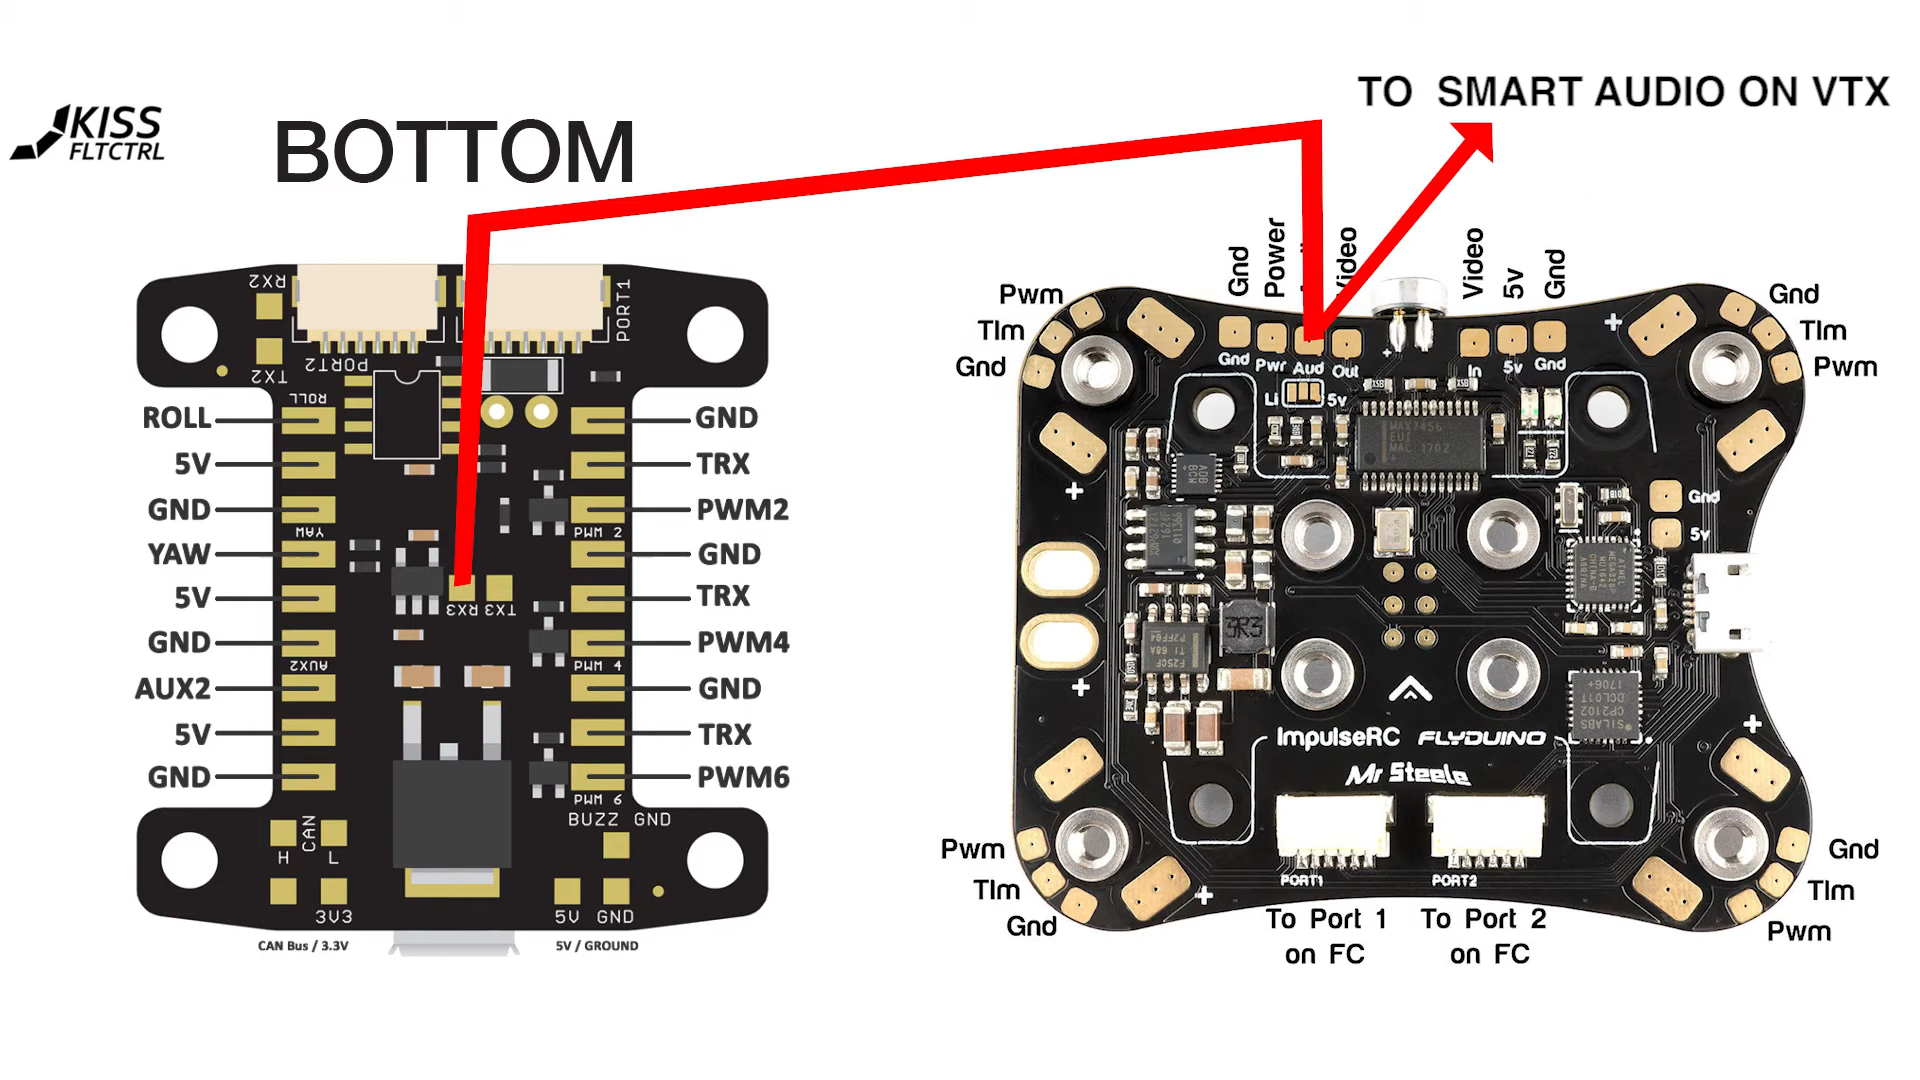 TO SMART AUDIO ON VTX
KISS
FLTCTRL
BOTTOM
RX2
TX2
PORT2
PORT1
ROLL
ROLL
5V
GND
YAW
YAW
5V
GND
AUX2
AUX2
5V
GND
RX3
TX3
GND
TRX
PWM2
PWM 2
GND
TRX
PWM4
PWM 4
GND
TRX
PWM6
PWM 6
BUZZ GND
CAN
H L
3V3
5V GND
CAN Bus / 3.3V
5V / GROUND
Gnd
Power
Video
Video
5v
Gnd
Pwm
Tlm
Gnd
Gnd
Tlm
Pwm
Gnd Pwr Aud Out
In 5v Gnd
Li 5v
MAX7456
EUI
Gnd
5v
3R3
ImpulseRC FLYDUINO
Mr Steele
PORT1
PORT2
Pwm
Tlm
Gnd
Gnd
Tlm
Pwm
To Port 1
on FC
To Port 2
on FC